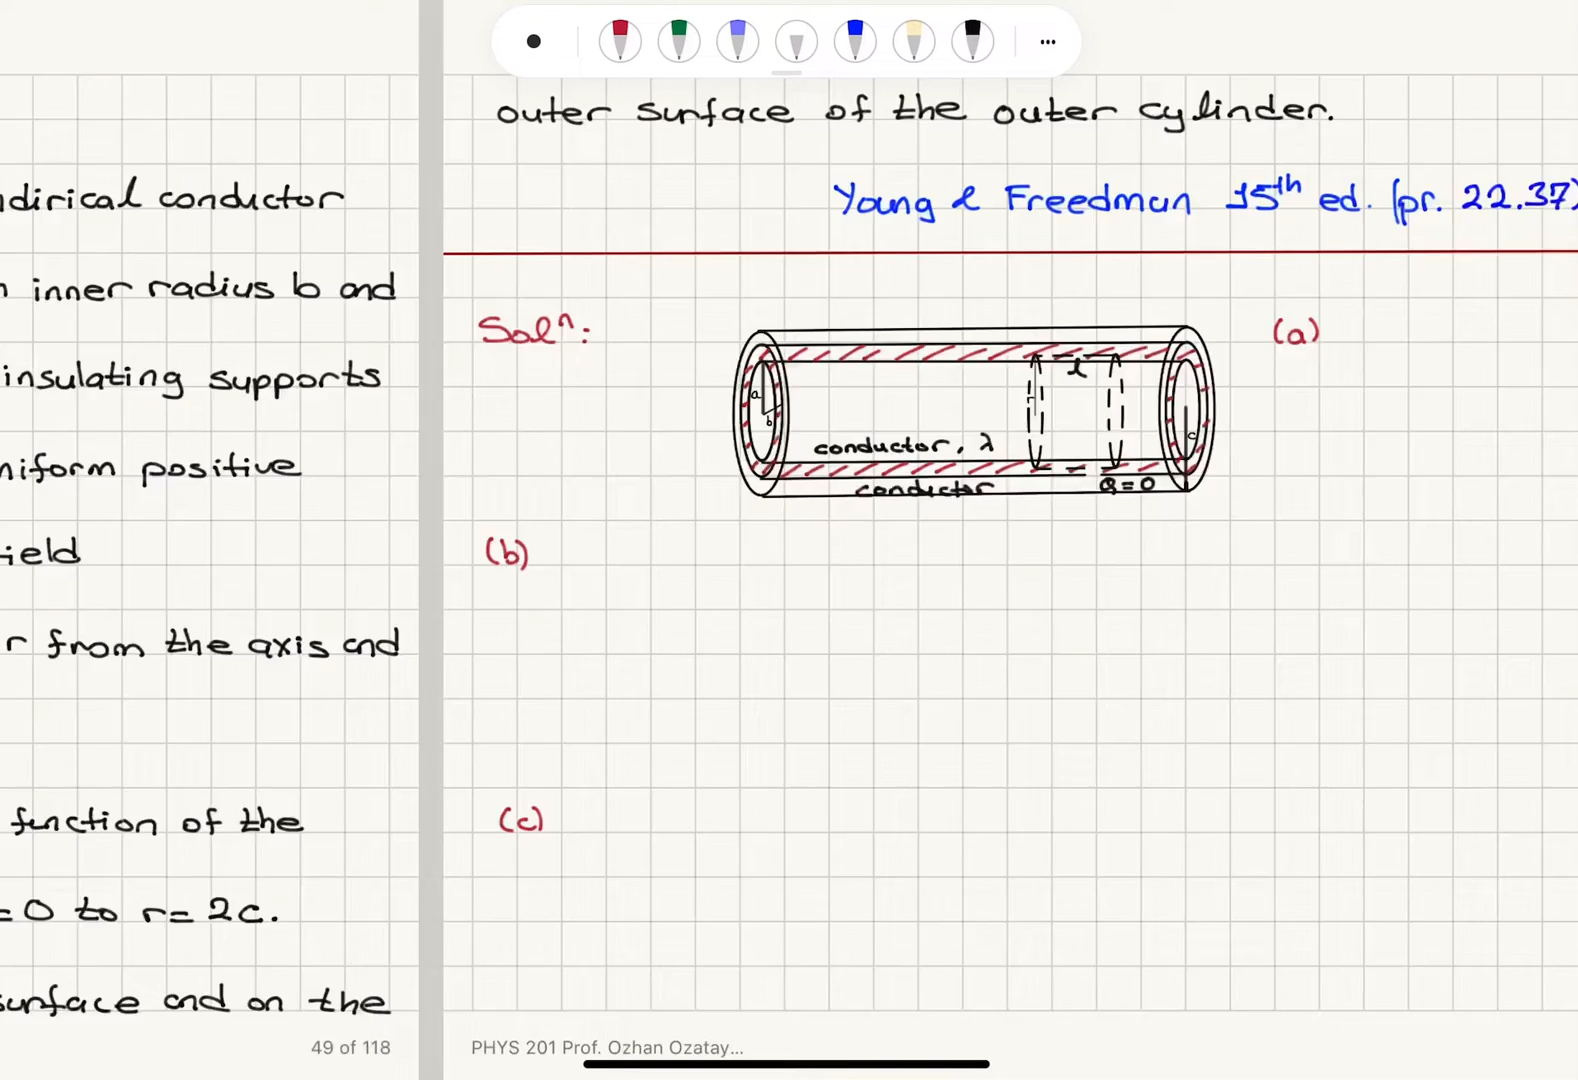 dirical conductor
inner radius b and
insulating supports
niform positive
ield
r from the axis and
function of the
=0 to r=2c.
surface and on the
49 of 118
outer surface of the outer cylinder.
Young & Freedman 15th ed. (pr. 22.37)
Solⁿ:
(a)
l
a
b
r
c
conductor, λ
conductor
Q=0
(b)
(c)
PHYS 201 Prof. Ozhan Ozatay...